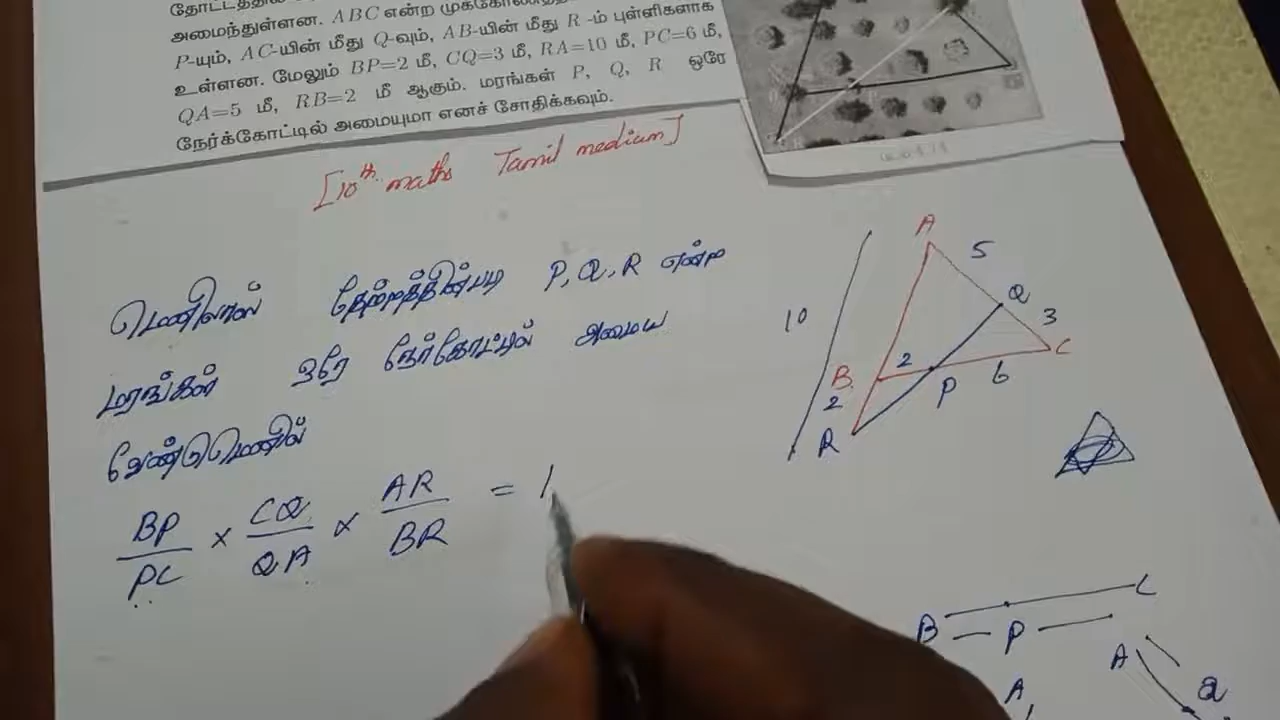 தோட்டத்தில்
அமைந்துள்ளன. ABC என்ற
P-யும், AC-யின் மீது Q-வும், AB-யின் மீது R -ம் புள்ளிகளாக
உள்ளன. மேலும் BP=2 மீ, CQ=3 மீ, RA=10 மீ, PC=6 மீ,
QA=5 மீ, RB=2 மீ ஆகும். மரங்கள் P, Q, R ஒரே
நேர்க்கோட்டில் அமையுமா எனச் சோதிக்கவும்.
[10th maths Tamil medium]
மெனிலாஸ் தேற்றத்தின்படி P, Q, R என்ற
மரங்கள் ஒரே நேர்கோட்டில் அமைய
வேண்டுமெனில்
BP/PC × CQ/QA × AR/BR = 1
A
5
Q
10
3
B 2 C
2 P 6
R
B P C
A Q
A